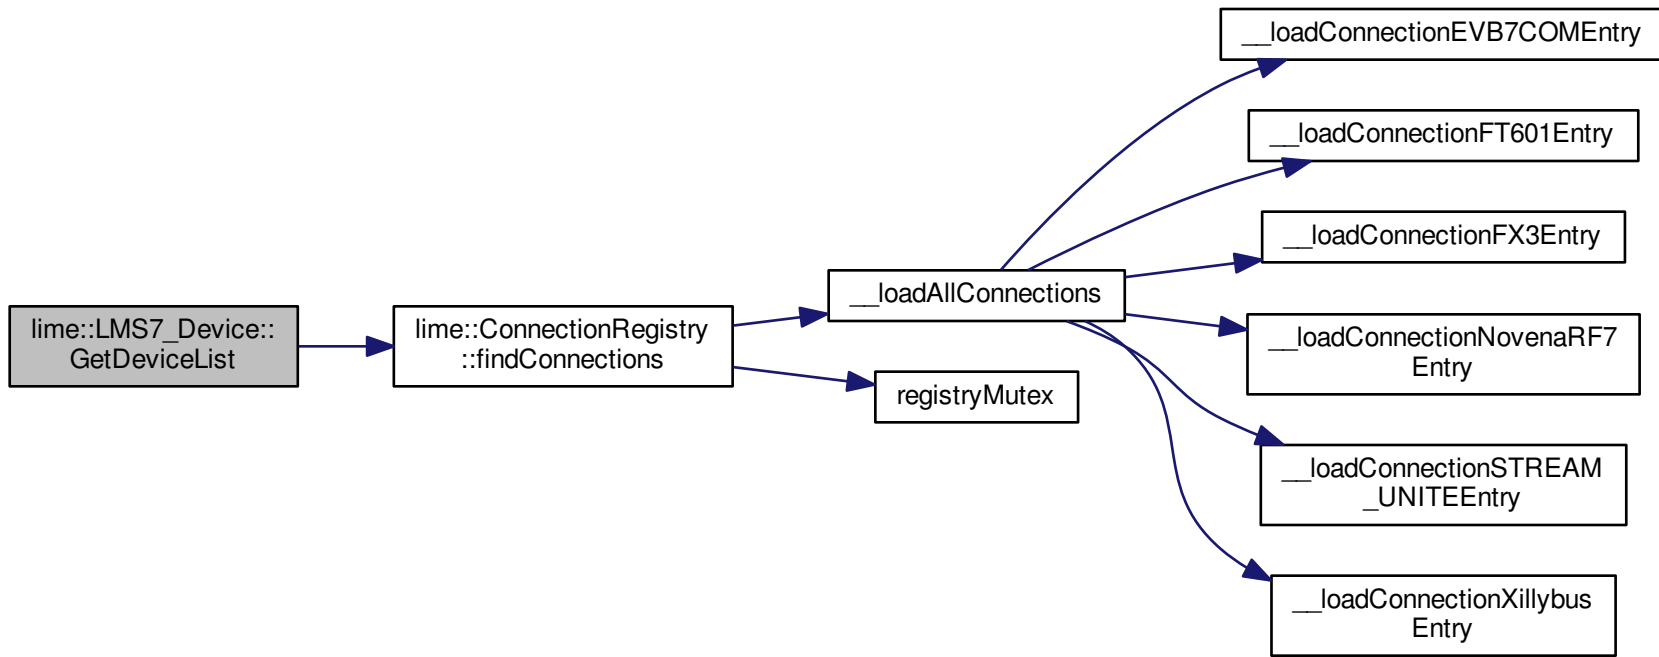 lime::LMS7_Device::
GetDeviceList
lime::ConnectionRegistry
::findConnections
__loadAllConnections
registryMutex
__loadConnectionEVB7COMEntry
__loadConnectionFT601Entry
__loadConnectionFX3Entry
__loadConnectionNovenaRF7
Entry
__loadConnectionSTREAM
_UNITEEntry
__loadConnectionXillybus
Entry